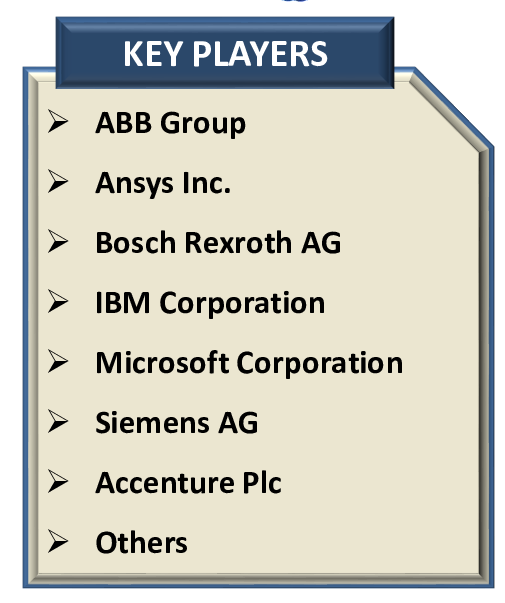 KEY PLAYERS
ABB Group
Ansys Inc.
Bosch Rexroth AG
IBM Corporation
Microsoft Corporation
Siemens AG
Accenture Plc
Others